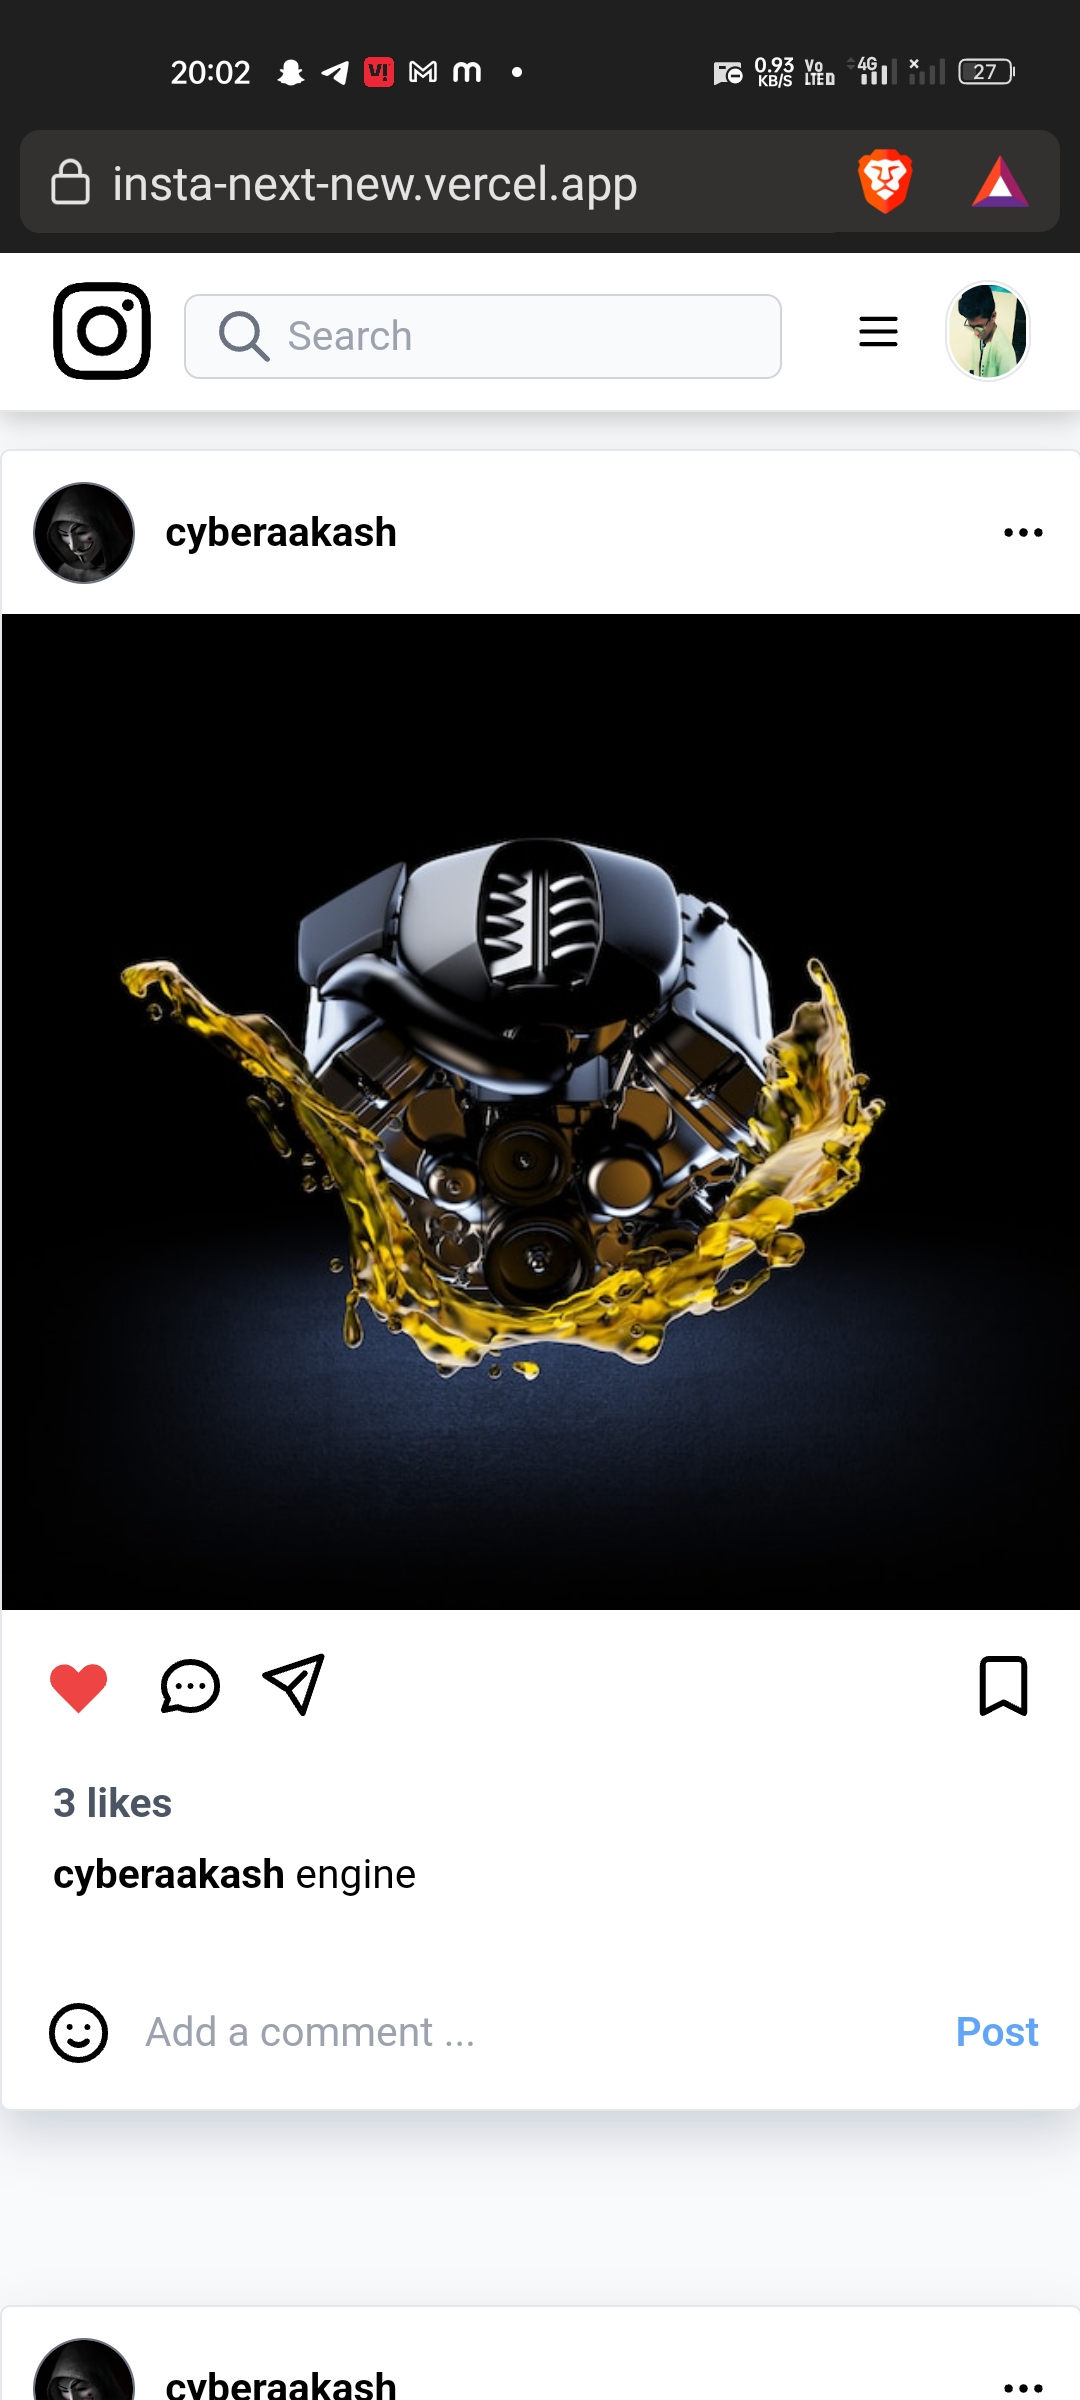 20:02
0.93 KB/S
Vo LTE D
4G
27
insta-next-new.vercel.app
Search
cyberaakash
3 likes
cyberaakash engine
Add a comment ...
Post
cyberaakash